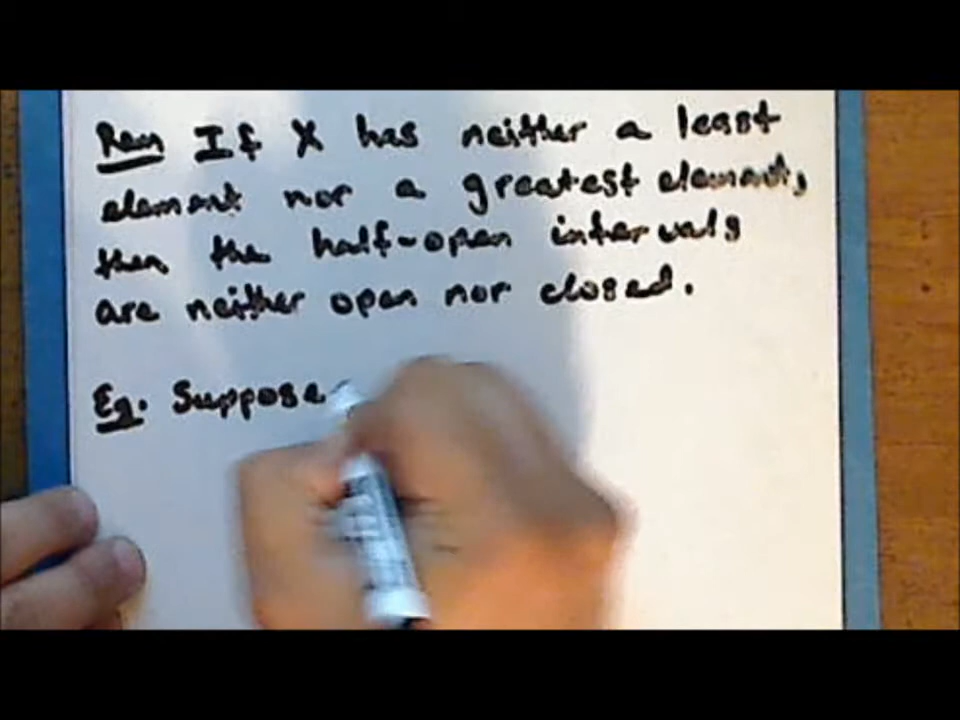 Rem If X has neither a least
element nor a greatest element,
then the half-open intervals
are neither open nor closed.
Eg. Suppose